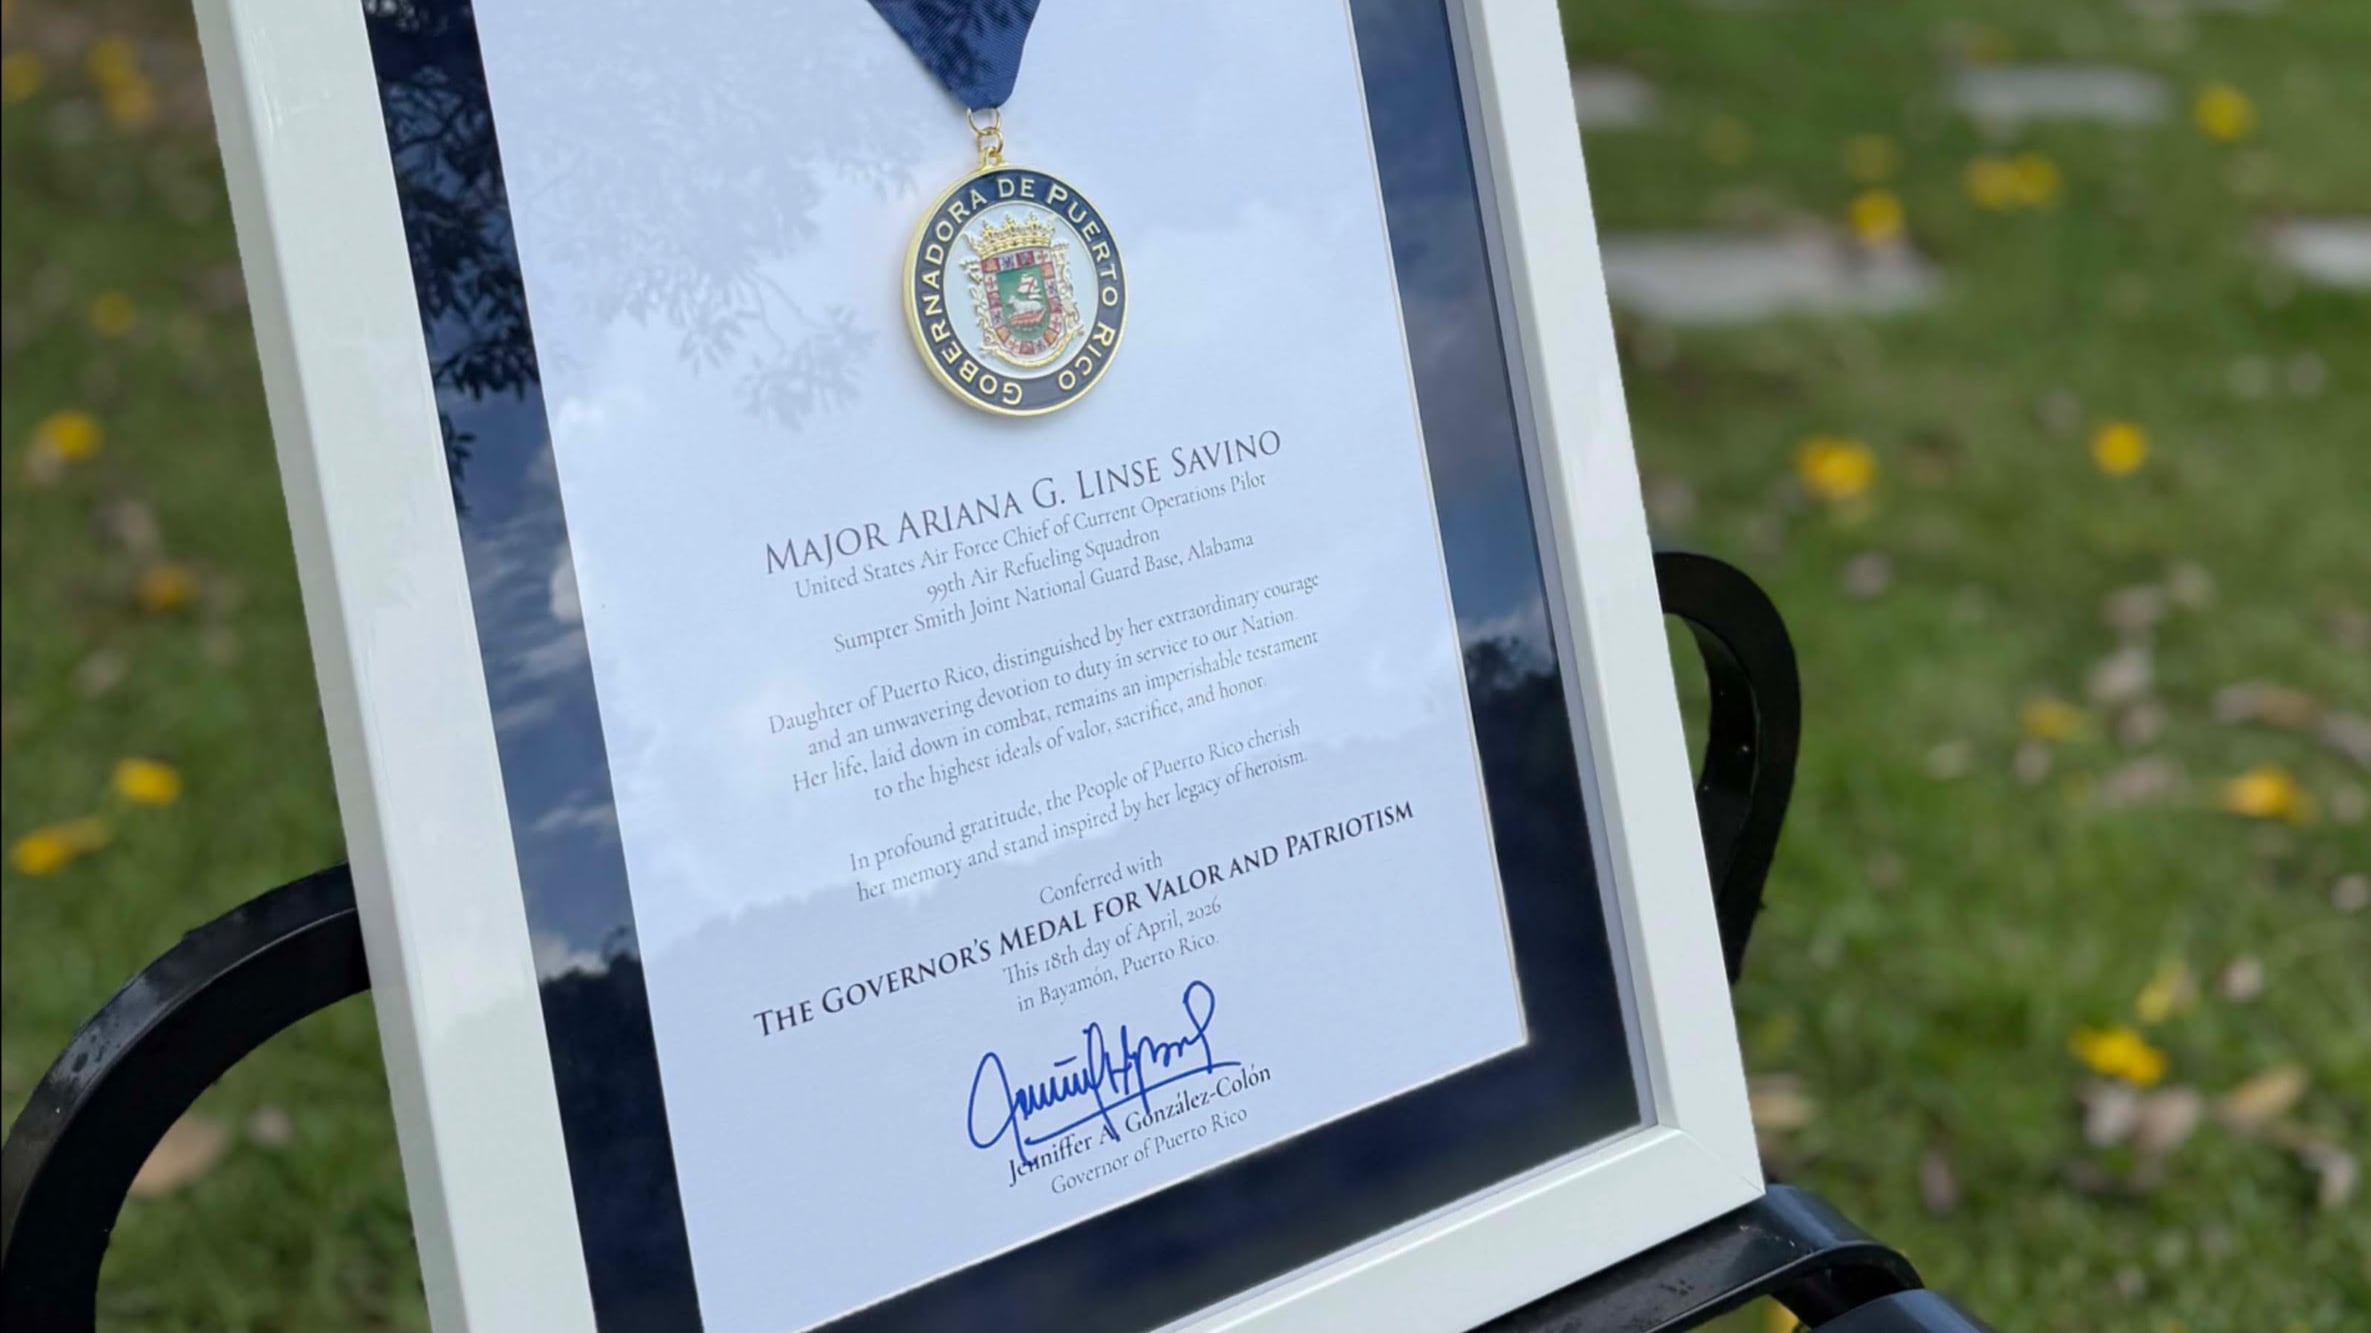 GOBERNADORA DE PUERTO RICO
MAJOR ARIANA G. LINSE SAVINO
United States Air Force Chief of Current Operations Pilot
99th Air Refueling Squadron
Sumpter Smith Joint National Guard Base, Alabama
Daughter of Puerto Rico, distinguished by her extraordinary courage
and an unwavering devotion to duty in service to our Nation.
Her life, laid down in combat, remains an imperishable testament
to the highest ideals of valor, sacrifice, and honor.
In profound gratitude, the People of Puerto Rico cherish
her memory and stand inspired by her legacy of heroism.
Conferred with
THE GOVERNOR'S MEDAL FOR VALOR AND PATRIOTISM
This 18th day of April, 2026
in Bayamón, Puerto Rico.
Jenniffer A. González-Colón
Governor of Puerto Rico